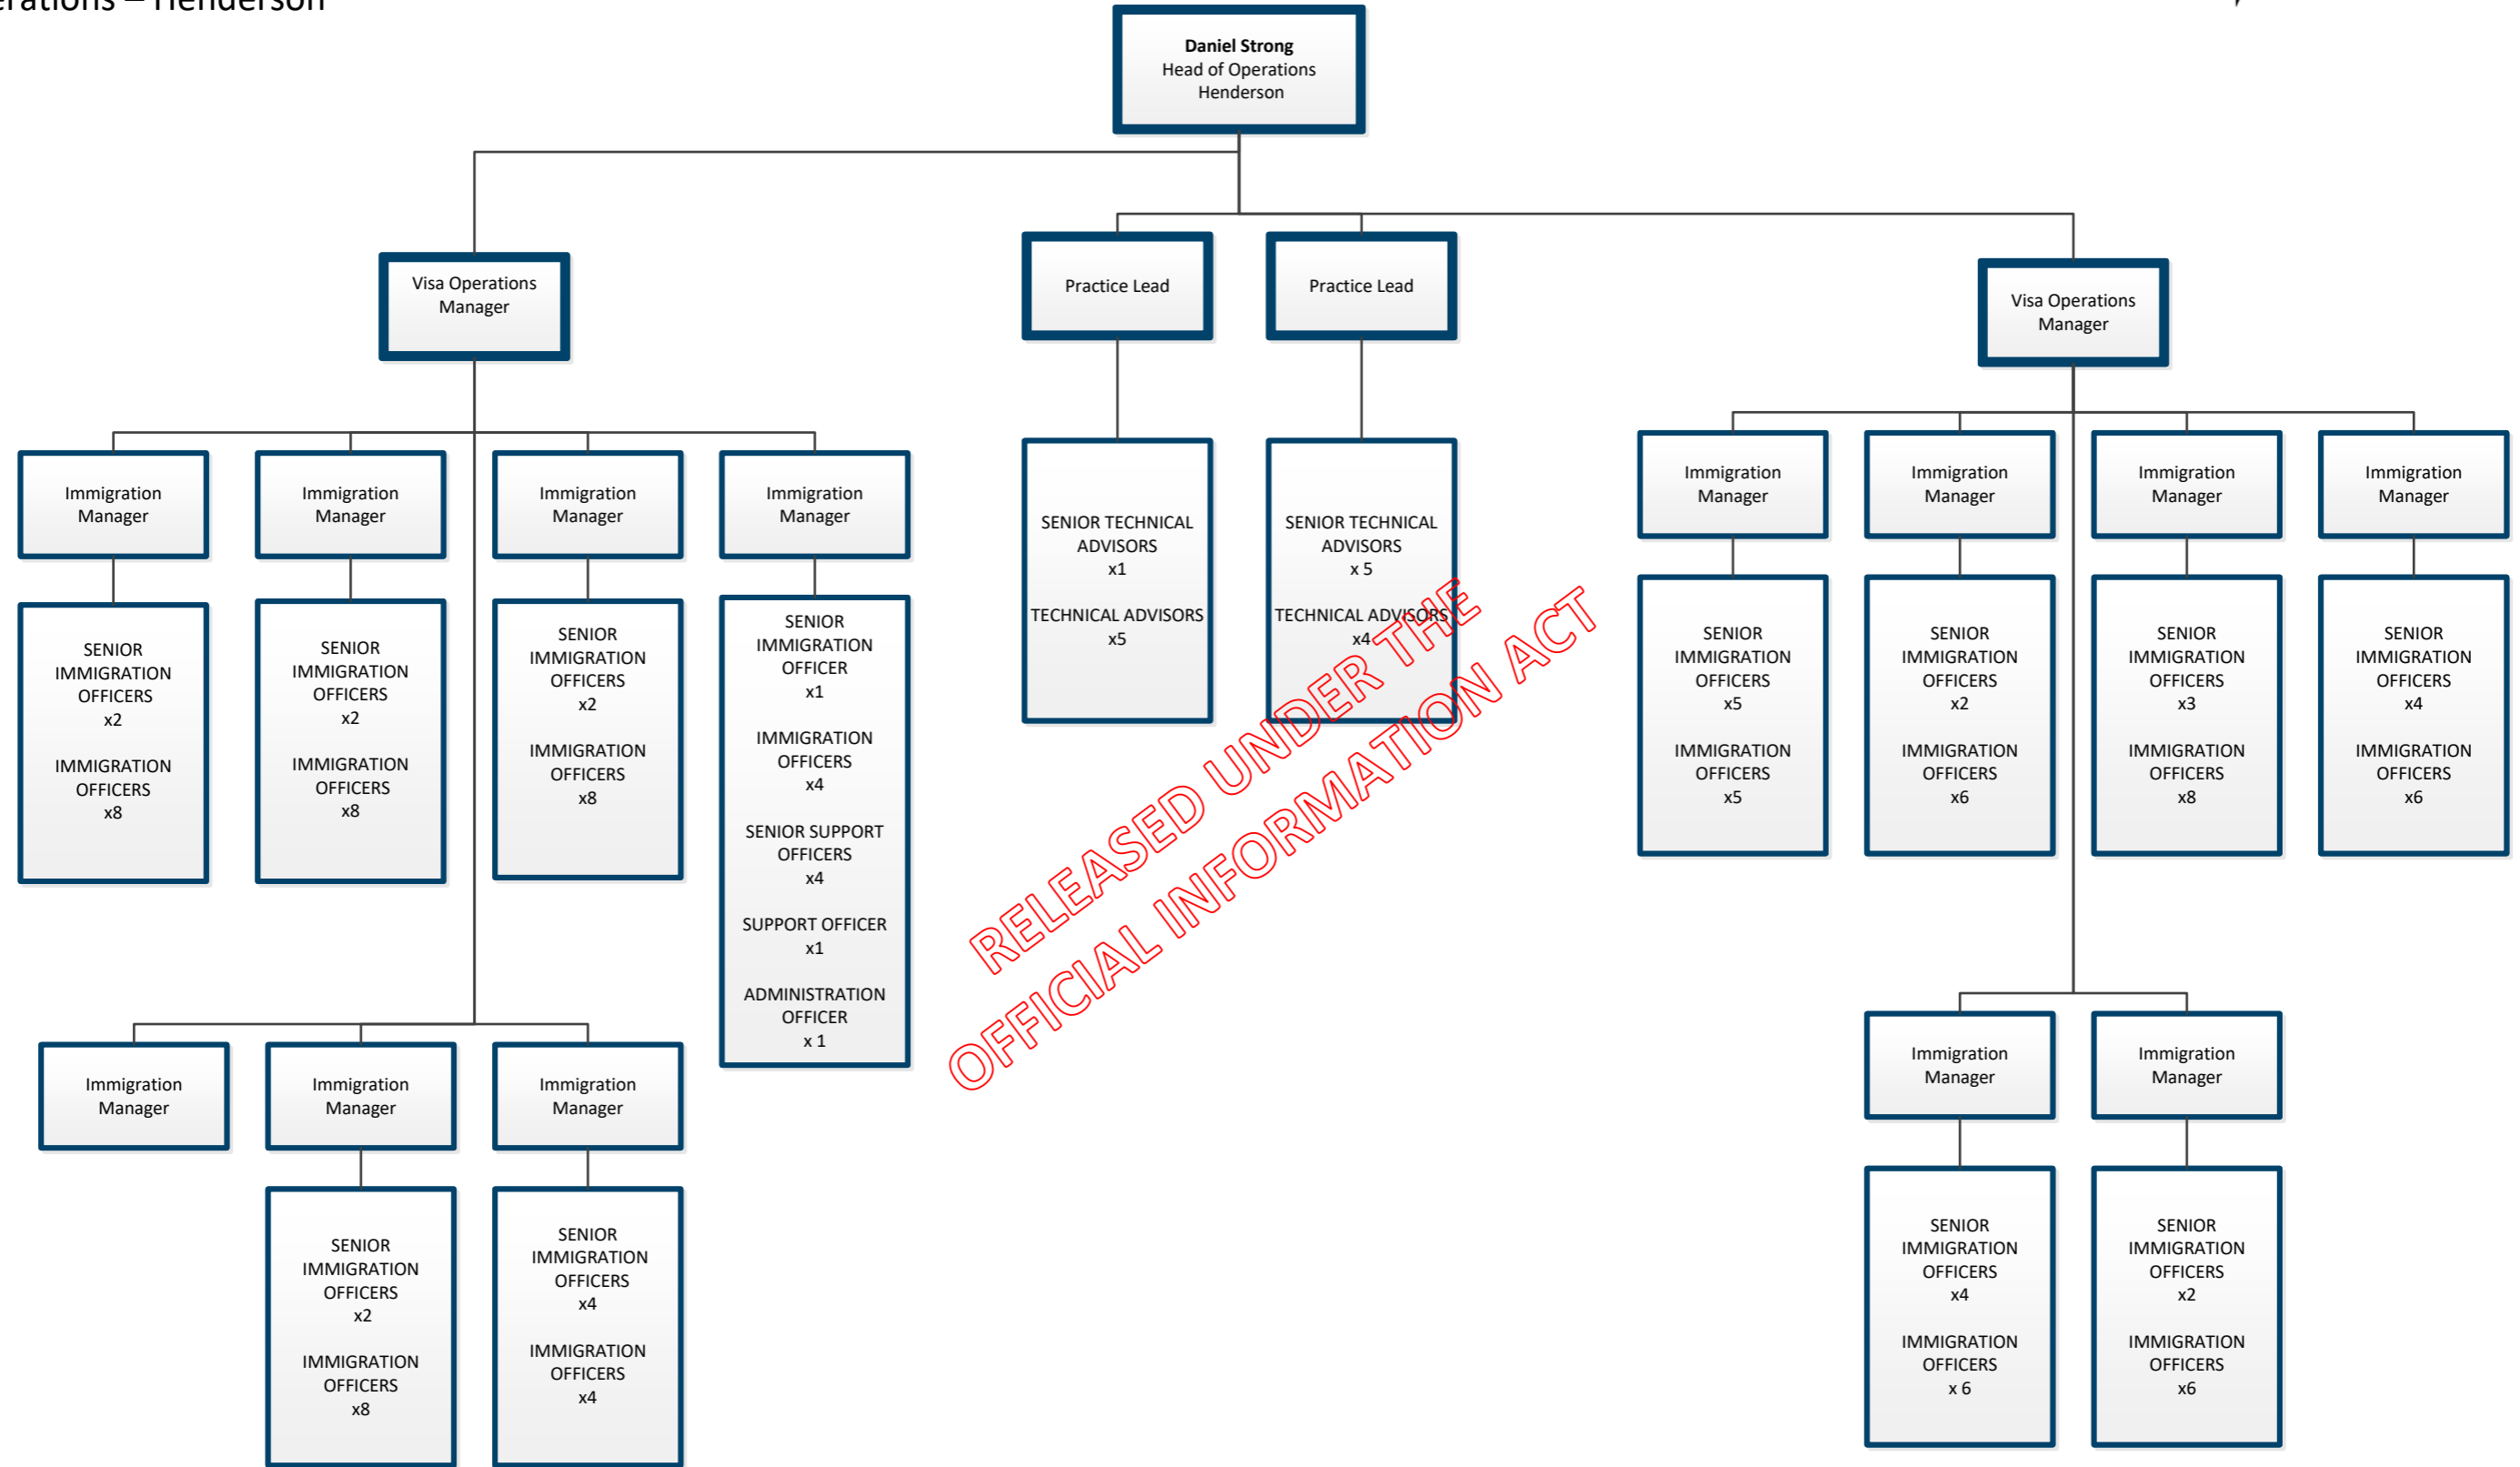 – Henderson
Daniel Strong
Head of Operations
Henderson
Visa Operations
Manager
Practice Lead
Practice Lead
Visa Operations
Manager
Immigration
Manager
Immigration
Manager
Immigration
Manager
Immigration
Manager
SENIOR
IMMIGRATION
OFFICERS
x2
IMMIGRATION
OFFICERS
x8
SENIOR
IMMIGRATION
OFFICERS
x2
IMMIGRATION
OFFICERS
x8
SENIOR
IMMIGRATION
OFFICERS
x2
IMMIGRATION
OFFICERS
x8
SENIOR
IMMIGRATION
OFFICER
x1
IMMIGRATION
OFFICERS
x4
SENIOR SUPPORT
OFFICERS
x4
SUPPORT OFFICER
x1
ADMINISTRATION
OFFICER
x 1
SENIOR TECHNICAL
ADVISORS
x1
TECHNICAL ADVISORS
x5
SENIOR TECHNICAL
ADVISORS
x 5
TECHNICAL ADVISORS
x4
Immigration
Manager
Immigration
Manager
Immigration
Manager
Immigration
Manager
SENIOR
IMMIGRATION
OFFICERS
x5
IMMIGRATION
OFFICERS
x5
SENIOR
IMMIGRATION
OFFICERS
x2
IMMIGRATION
OFFICERS
x6
SENIOR
IMMIGRATION
OFFICERS
x3
IMMIGRATION
OFFICERS
x8
SENIOR
IMMIGRATION
OFFICERS
x4
IMMIGRATION
OFFICERS
x6
RELEASED UNDER THE
OFFICIAL INFORMATION ACT
Immigration
Manager
Immigration
Manager
Immigration
Manager
SENIOR
IMMIGRATION
OFFICERS
x2
IMMIGRATION
OFFICERS
x8
SENIOR
IMMIGRATION
OFFICERS
x4
IMMIGRATION
OFFICERS
x4
Immigration
Manager
Immigration
Manager
SENIOR
IMMIGRATION
OFFICERS
x4
IMMIGRATION
OFFICERS
x 6
SENIOR
IMMIGRATION
OFFICERS
x2
IMMIGRATION
OFFICERS
x6